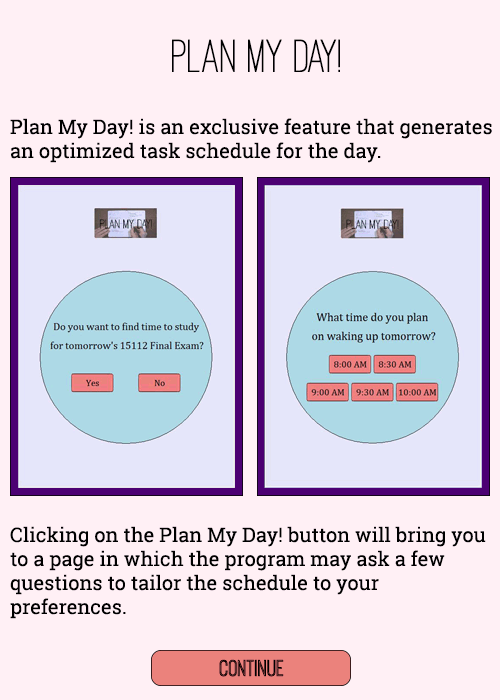 PLAN MY DAY!
Plan My Day! is an exclusive feature that generates
an optimized task schedule for the day.
PLAN MY DAY!
Do you want to find time to study
for tomorrow's 15112 Final Exam?
Yes No
PLAN MY DAY!
What time do you plan
on waking up tomorrow?
8:00 AM 8:30 AM
9:00 AM 9:30 AM 10:00 AM
Clicking on the Plan My Day! button will bring you
to a page in which the program may ask a few
questions to tailor the schedule to your
preferences.
CONTINUE